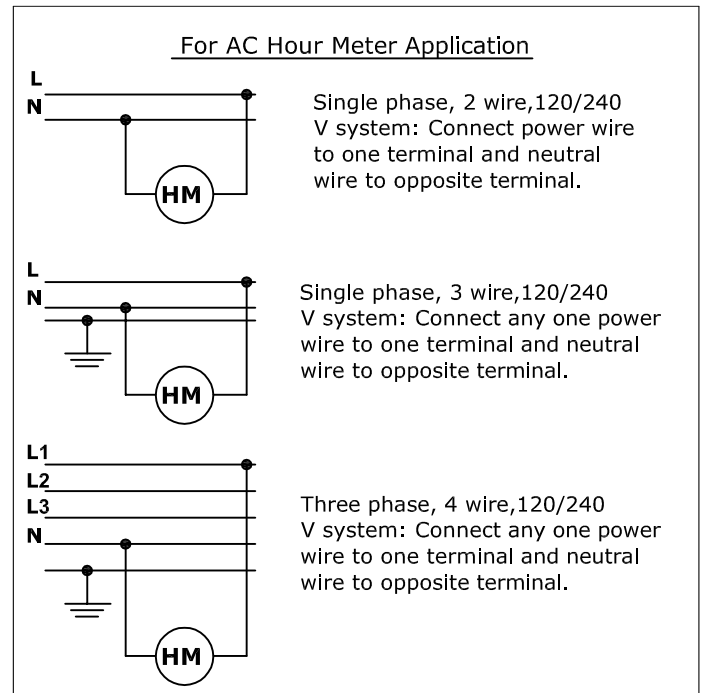 For AC Hour Meter Application
L
N
HM
Single phase, 2 wire,120/240
V system: Connect power wire
to one terminal and neutral
wire to opposite terminal.
L
N
HM
Single phase, 3 wire,120/240
V system: Connect any one power
wire to one terminal and neutral
wire to opposite terminal.
L1
L2
L3
N
HM
Three phase, 4 wire,120/240
V system: Connect any one power
wire to one terminal and neutral
wire to opposite terminal.